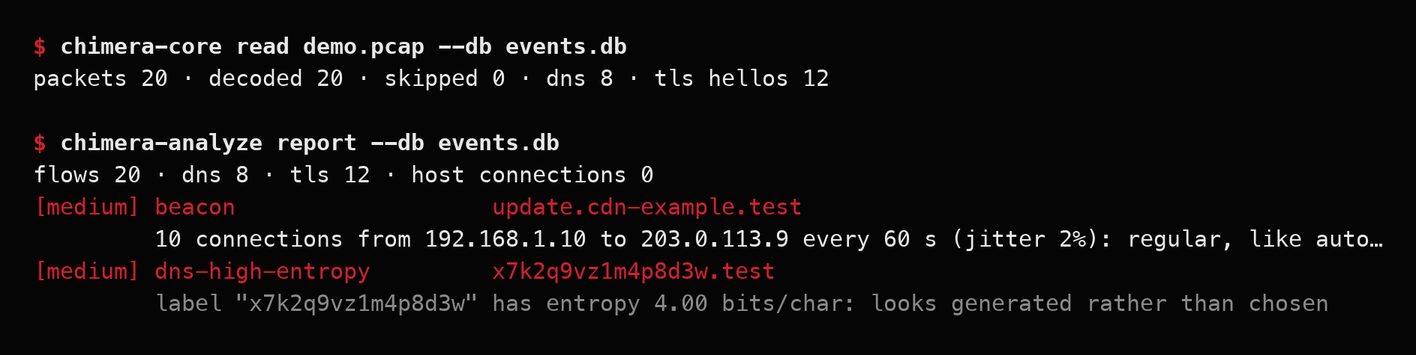 $ chimera-core read demo.pcap --db events.db
packets 20 · decoded 20 · skipped 0 · dns 8 · tls hellos 12
$ chimera-analyze report --db events.db
flows 20 · dns 8 · tls 12 · host connections 0
[medium] beacon update.cdn-example.test
10 connections from 192.168.1.10 to 203.0.113.9 every 60 s (jitter 2%): regular, like auto…
[medium] dns-high-entropy x7k2q9vz1m4p8d3w.test
label "x7k2q9vz1m4p8d3w" has entropy 4.00 bits/char: looks generated rather than chosen